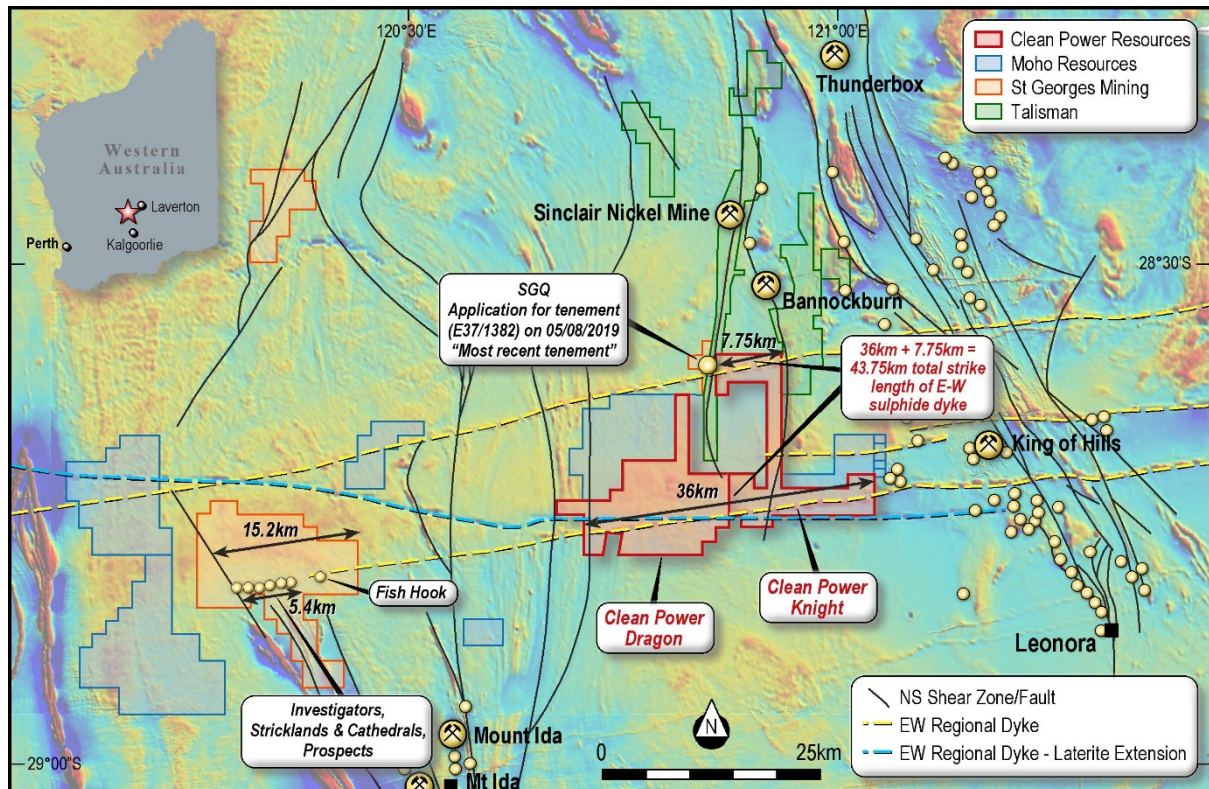 120°30'E
121°00'E
Western
Australia
Laverton
Perth
Kalgoorlie
Thunderbox
Clean Power Resources
Moho Resources
St Georges Mining
Talisman
Sinclair Nickel Mine
28°30'S
SGQ
Application for tenement
(E37/1382) on 05/08/2019
“Most recent tenement”
Bannockburn
7.75km
36km + 7.75km =
43.75km total strike
length of E-W
sulphide dyke
King of Hills
36km
15.2km
Fish Hook
5.4km
Clean Power
Dragon
Clean Power
Knight
Leonora
Investigators,
Stricklands & Cathedrals,
Prospects
N
Mount Ida
Mt Ida
0
25km
NS Shear Zone/Fault
EW Regional Dyke
EW Regional Dyke - Laterite Extension
29°00'S